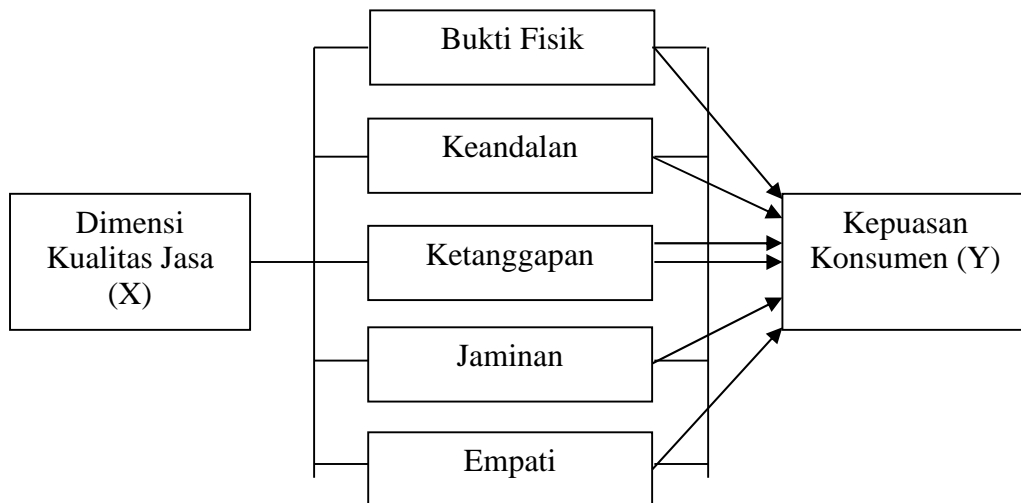 Bukti Fisik
Keandalan
Dimensi
Kualitas Jasa
(X)
Ketanggapan
Kepuasan
Konsumen (Y)
Jaminan
Empati